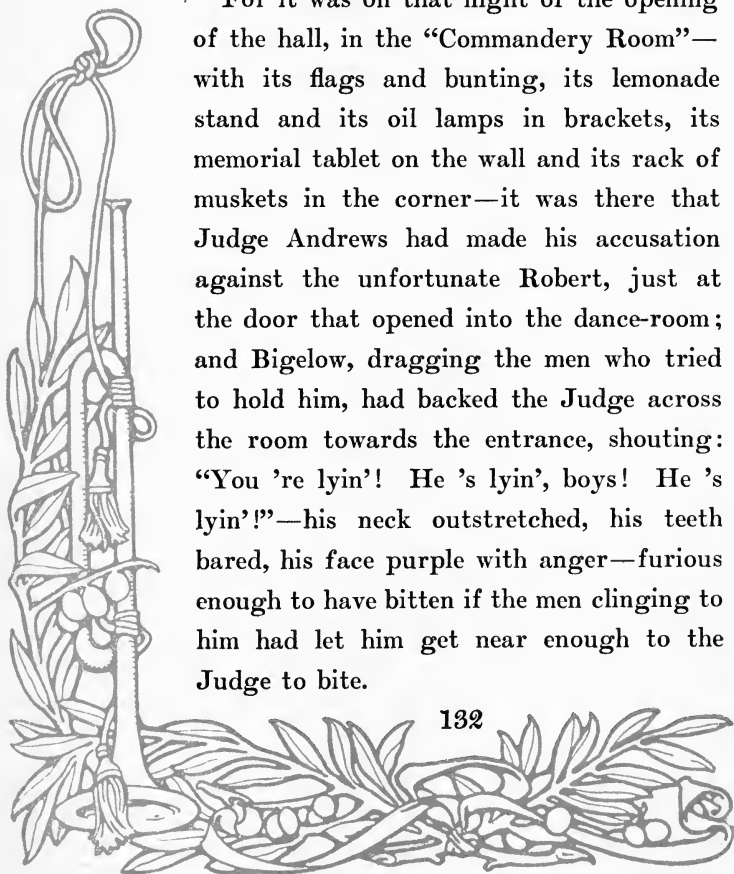 For it was on that night of the opening
of the hall, in the “Commandery Room”—
with its flags and bunting, its lemonade
stand and its oil lamps in brackets, its
memorial tablet on the wall and its rack of
muskets in the corner—it was there that
Judge Andrews had made his accusation
against the unfortunate Robert, just at
the door that opened into the dance-room;
and Bigelow, dragging the men who tried
to hold him, had backed the Judge across
the room towards the entrance, shouting:
“You 're lyin'! He 's lyin', boys! He 's
lyin'!”—his neck outstretched, his teeth
bared, his face purple with anger—furious
enough to have bitten if the men clinging to
him had let him get near enough to the
Judge to bite.
132